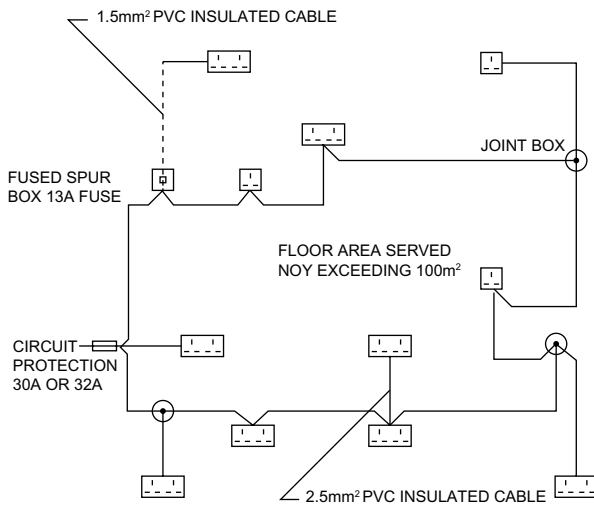 1.5mm² PVC INSULATED CABLE
JOINT BOX
FUSED SPUR
BOX 13A FUSE
FLOOR AREA SERVED
NOY EXCEEDING 100m²
CIRCUIT
PROTECTION
30A OR 32A
2.5mm² PVC INSULATED CABLE